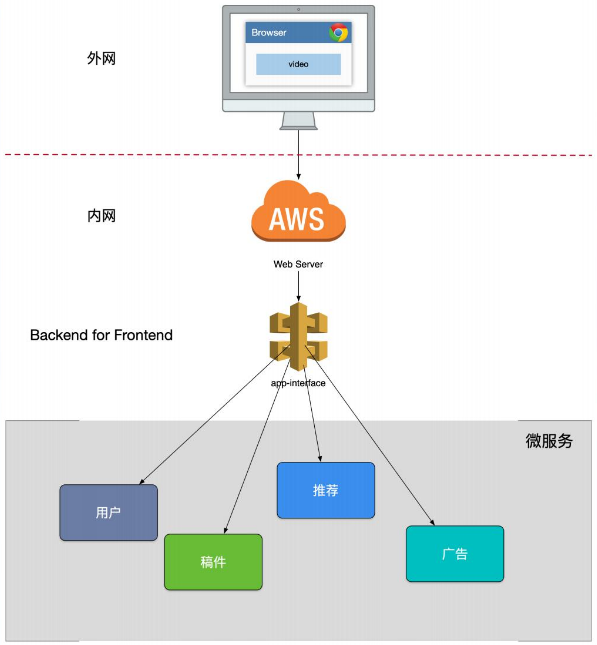 Browser
video
外网
内网
AWS
Web Server
Backend for Frontend
app-interface
微服务
用户
稿件
推荐
广告